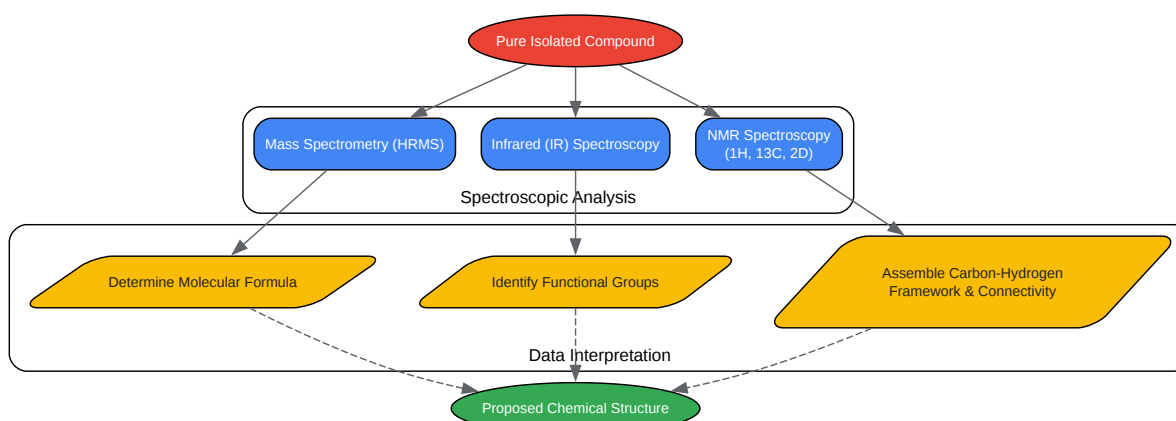 Pure Isolated Compound
Mass Spectrometry (HRMS)
Infrared (IR) Spectroscopy
NMR Spectroscopy
(1H, 13C, 2D)
Spectroscopic Analysis
Determine Molecular Formula
Identify Functional Groups
Assemble Carbon-Hydrogen
Framework & Connectivity
Data Interpretation
Proposed Chemical Structure